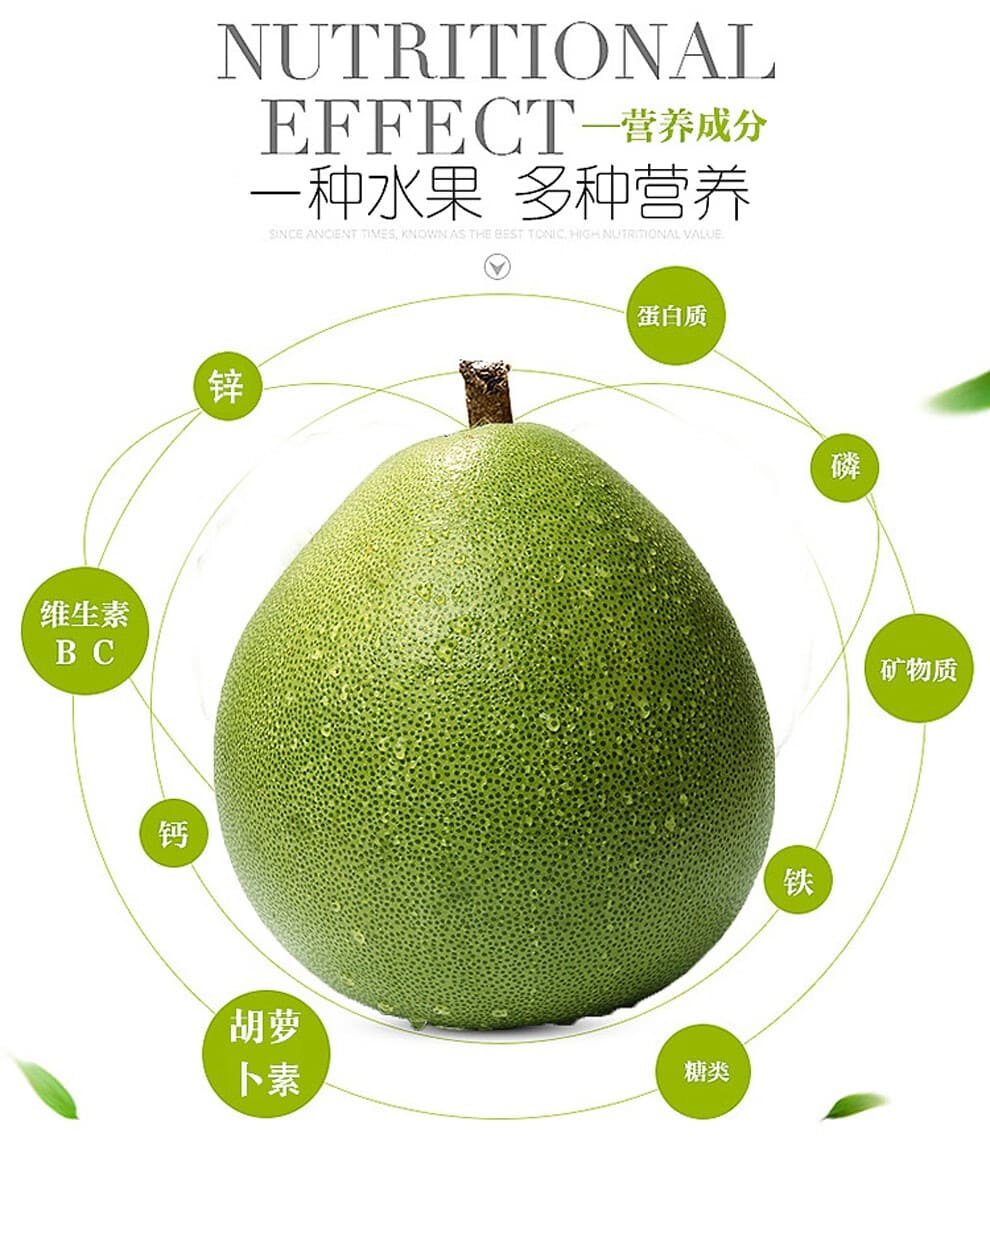 NUTRITIONAL
EFFECT —营养成分
一种水果 多种营养
SINCE ANCIENT TIMES, KNOWN AS THE BEST TONIC, HIGH NUTRITIONAL VALUE.
蛋白质
锌
磷
维生素
B C
矿物质
钙
铁
胡萝
卜素
糖类